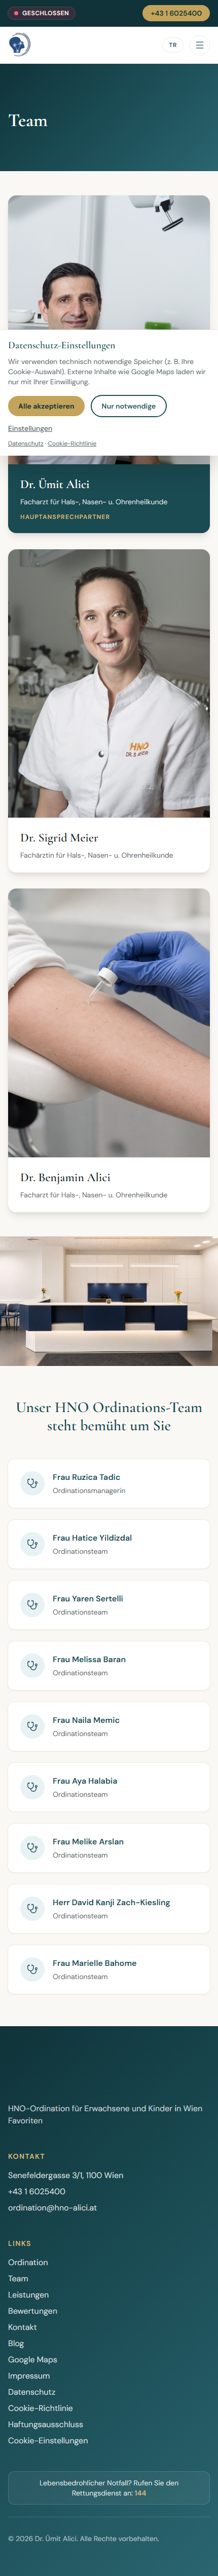 GESCHLOSSEN
+43 1 6025400
TR
Team
Datenschutz-Einstellungen
Wir verwenden technisch notwendige Speicher (z. B. Ihre
Cookie-Auswahl). Externe Inhalte wie Google Maps laden wir
nur mit Ihrer Einwilligung.
Alle akzeptieren
Nur notwendige
Einstellungen
Datenschutz · Cookie-Richtlinie
Dr. Ümit Alici
Facharzt für Hals-, Nasen- u. Ohrenheilkunde
HAUPTANSPRECHPARTNER
HNO
Dr. Sigrid Meier
Fachärztin für Hals-, Nasen- u. Ohrenheilkunde
Dr. Benjamin Alici
Facharzt für Hals-, Nasen- u. Ohrenheilkunde
Unser HNO Ordinations-Team
steht bemüht um Sie
Frau Ruzica Tadic
Ordinationsmanagerin
Frau Hatice Yildizdal
Ordinationsteam
Frau Yaren Sertelli
Ordinationsteam
Frau Melissa Baran
Ordinationsteam
Frau Naila Memic
Ordinationsteam
Frau Aya Halabia
Ordinationsteam
Frau Melike Arslan
Ordinationsteam
Herr David Kanji Zach-Kiesling
Ordinationsteam
Frau Marielle Bahome
Ordinationsteam
HNO-Ordination für Erwachsene und Kinder in Wien
Favoriten
KONTAKT
Senefeldergasse 3/1, 1100 Wien
+43 1 6025400
ordination@hno-alici.at
LINKS
Ordination
Team
Leistungen
Bewertungen
Kontakt
Blog
Google Maps
Impressum
Datenschutz
Cookie-Richtlinie
Haftungsausschluss
Cookie-Einstellungen
Lebensbedrohlicher Notfall? Rufen Sie den
Rettungsdienst an: 144
© 2026 Dr. Ümit Alici. Alle Rechte vorbehalten.